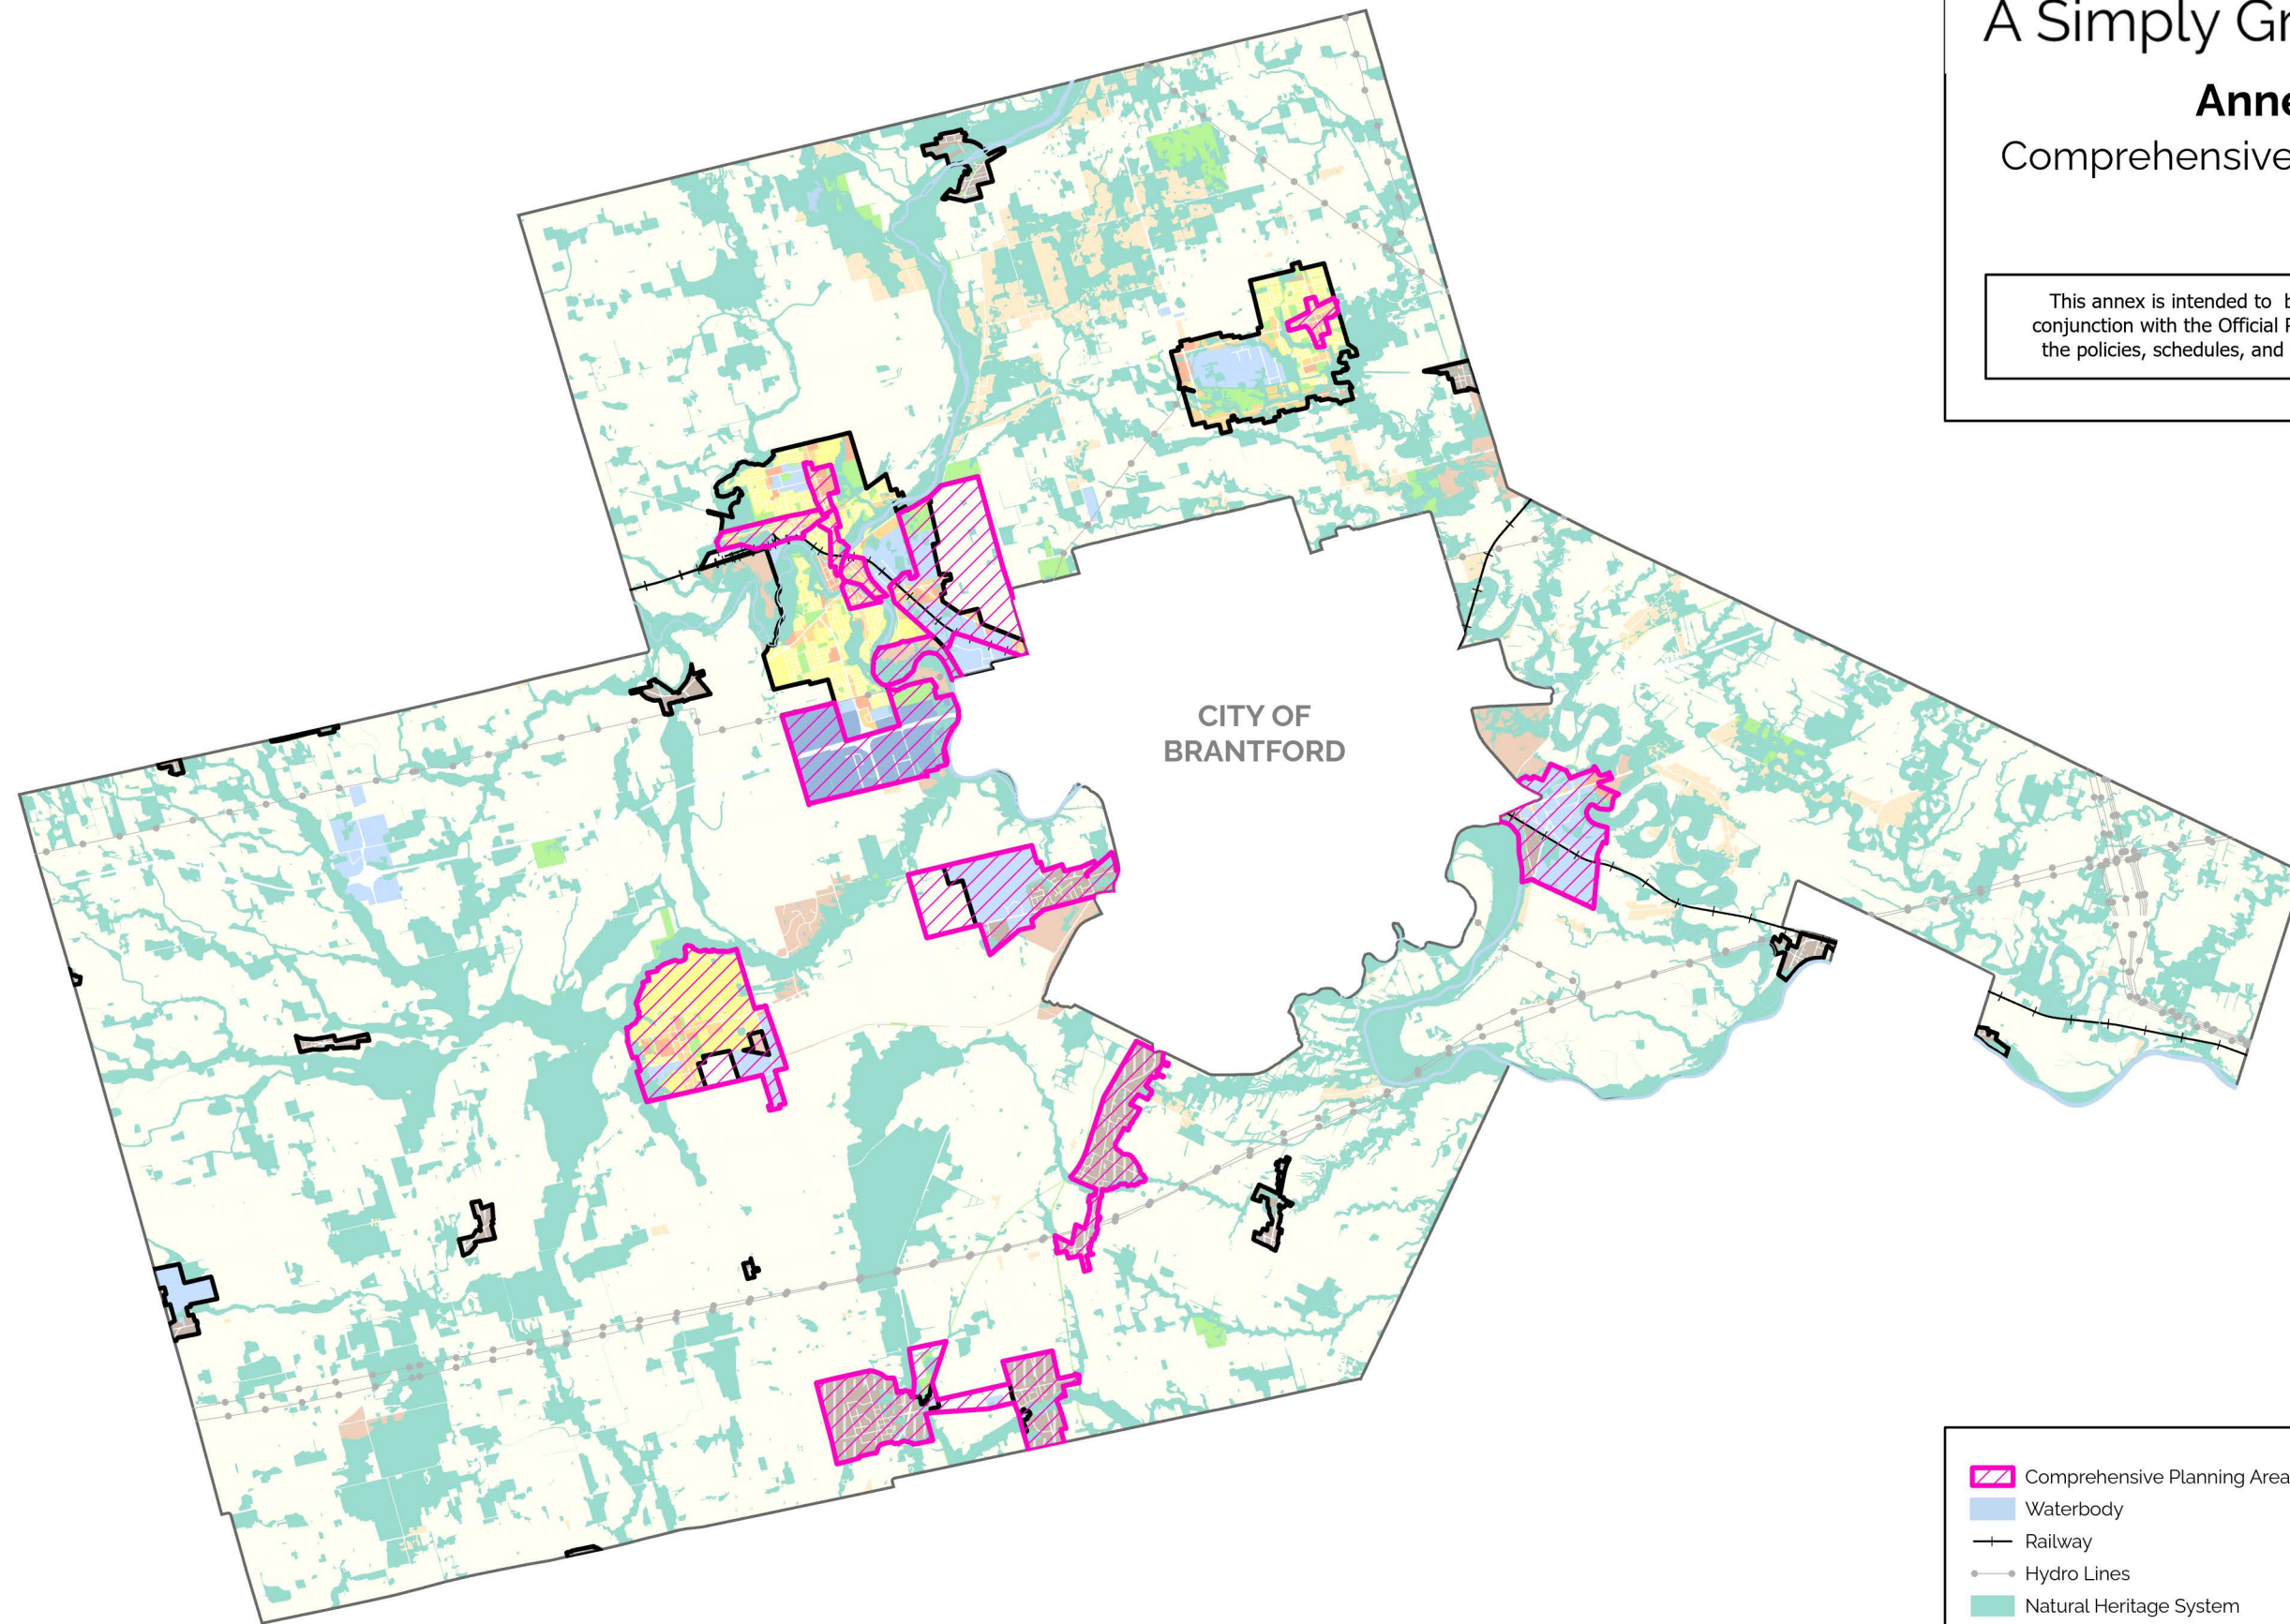 A Simply Gr
Anne
Comprehensive
This annex is intended to b
conjunction with the Official P
the policies, schedules, and
CITY OF
BRANTFORD
Comprehensive Planning Area
Waterbody
Railway
Hydro Lines
Natural Heritage System